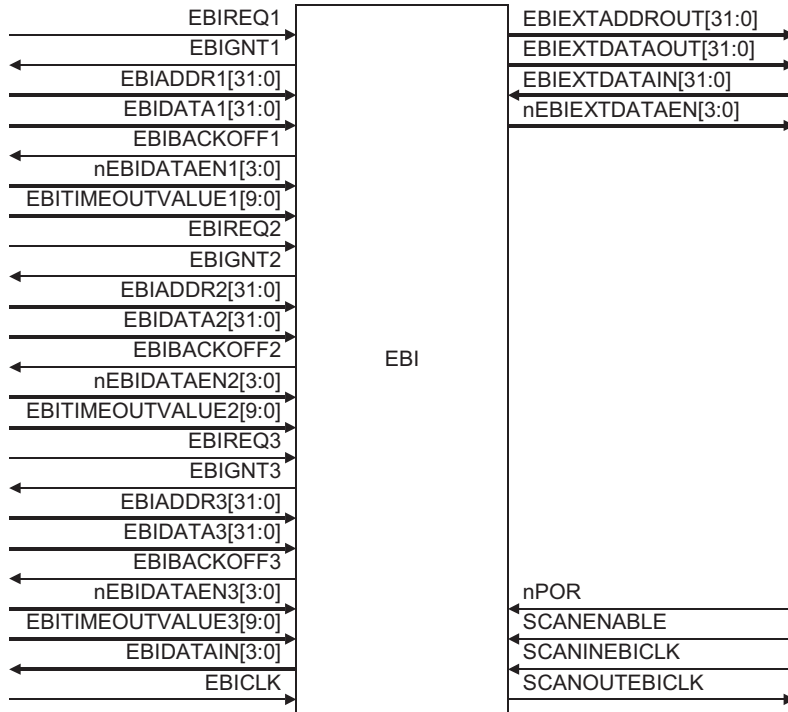 EBIREQ1
EBIGNT1
EBIADDR1[31:0]
EBIDATA1[31:0]
EBIBACKOFF1
nEBIDATAEN1[3:0]
EBITIMEOUTVALUE1[9:0]
EBIREQ2
EBIGNT2
EBIADDR2[31:0]
EBIDATA2[31:0]
EBIBACKOFF2
nEBIDATAEN2[3:0]
EBITIMEOUTVALUE2[9:0]
EBIREQ3
EBIGNT3
EBIADDR3[31:0]
EBIDATA3[31:0]
EBIBACKOFF3
nEBIDATAEN3[3:0]
EBITIMEOUTVALUE3[9:0]
EBIDATAIN[3:0]
EBICLK
EBI
EBIEXTADDROUT[31:0]
EBIEXTDATAOUT[31:0]
EBIEXTDATAIN[31:0]
nEBIEXTDATAEN[3:0]
nPOR
SCANENABLE
SCANINEBICLK
SCANOUTEBICLK